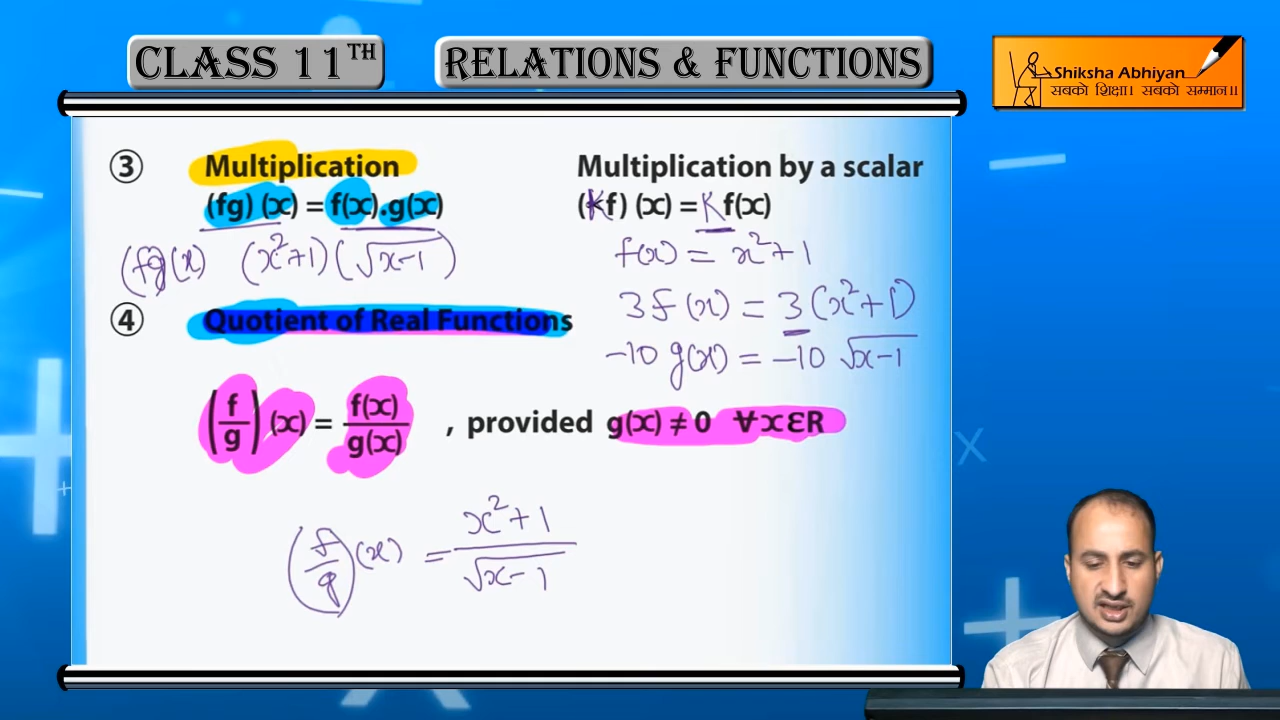 CLASS 11TH
RELATIONS & FUNCTIONS
Shiksha Abhiyan
सबको शिक्षा। सबको सम्मान॥
③ Multiplication
(fg) (x) = f(x).g(x)
(fg(x) (x²+1)(√x-1)
Multiplication by a scalar
(Kf) (x) = K f(x)
f(x) = x²+1
3f(x) = 3(x²+1)
-10 g(x) = -10 √x-1
④ Quotient of Real Functions
(f/g)(x) = f(x)/g(x) , provided g(x) ≠ 0 ∀xƐR
(f/g)(x) = x²+1/√x-1